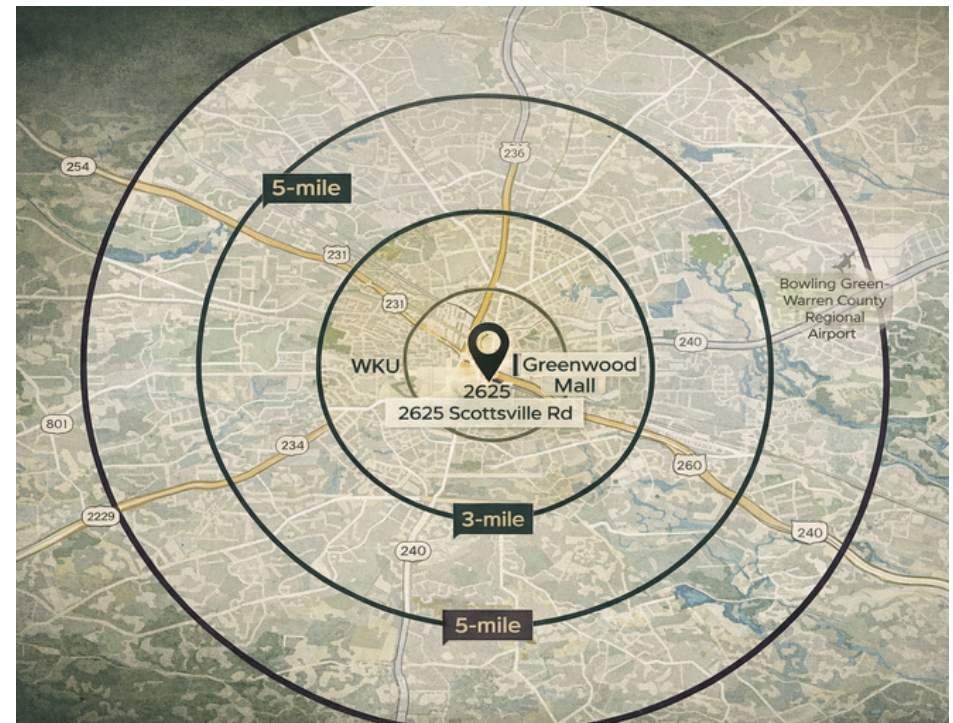 236
254
5-mile
231
231
Bowling Green-
Warren County
Regional
Airport
240
WKU
Greenwood
Mall
2625
2625 Scottsville Rd
801
234
260
2229
3-mile
240
240
5-mile